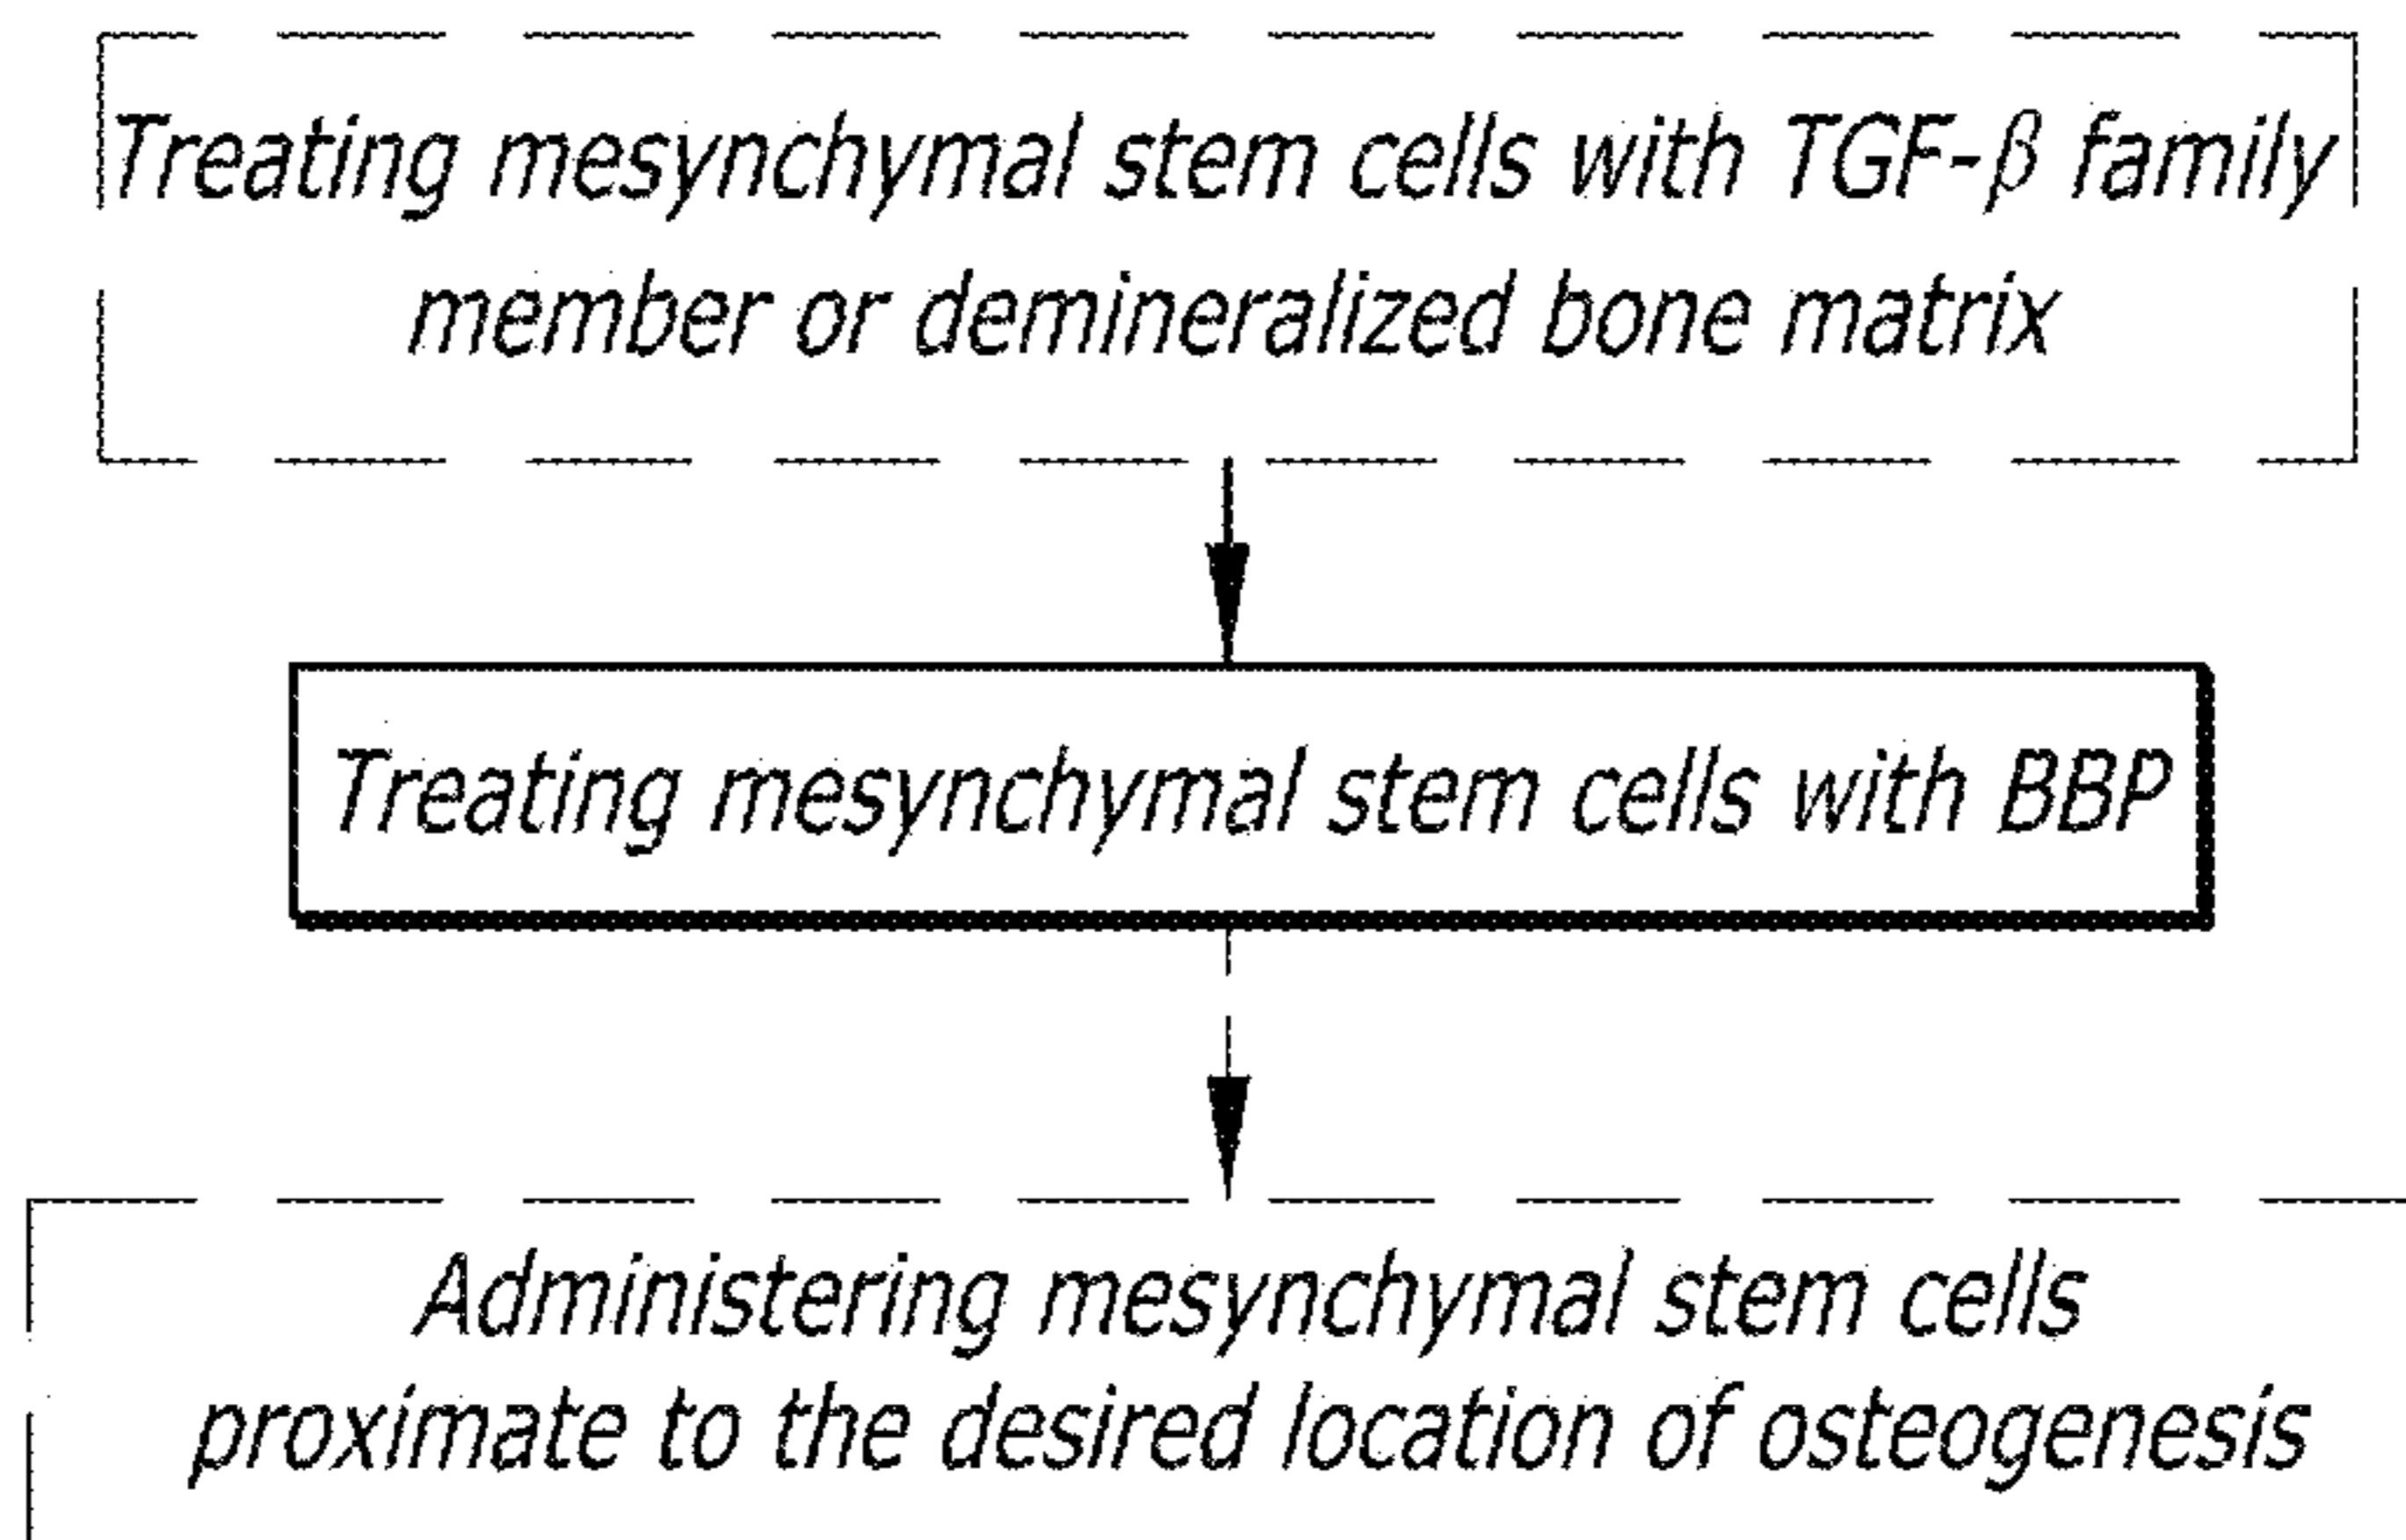 Treating mesynchymal stem cells with TGF-β family
member or demineralized bone matrix
Treating mesynchymal stem cells with BBP
Administering mesynchymal stem cells
proximate to the desired location of osteogenesis